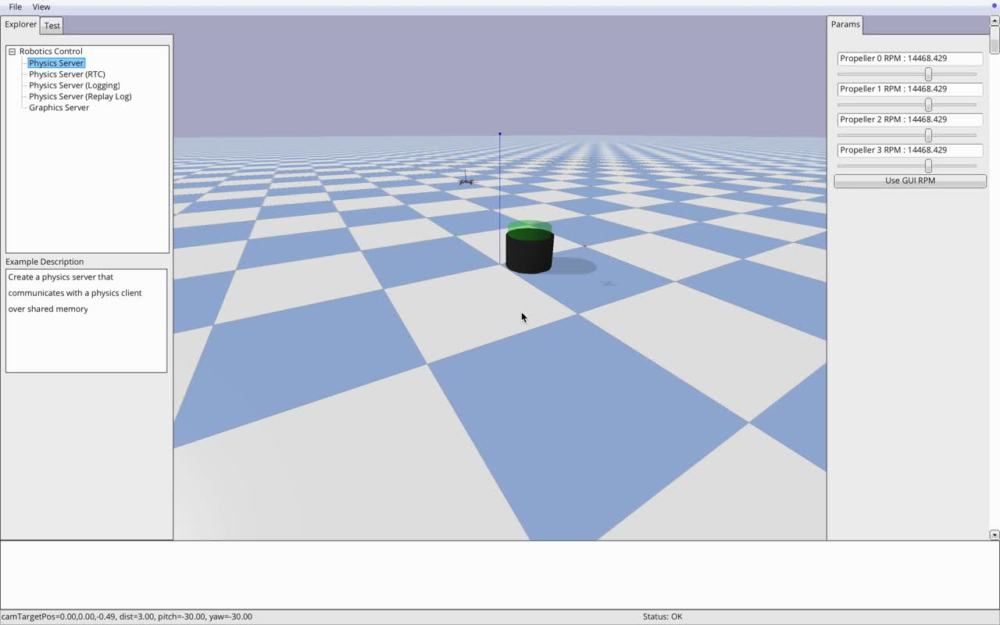 File View
Explorer
Test
Robotics Control
Physics Server
Physics Server (RTC)
Physics Server (Logging)
Physics Server (Replay Log)
Graphics Server
Example Description
Create a physics server that
communicates with a physics client
over shared memory
Params
Propeller 0 RPM : 14468.429
Propeller 1 RPM : 14468.429
Propeller 2 RPM : 14468.429
Propeller 3 RPM : 14468.429
Use GUI RPM
camTargetPos=0.00,0.00,-0.49, dist=3.00, pitch=-30.00, yaw=-30.00
Status: OK